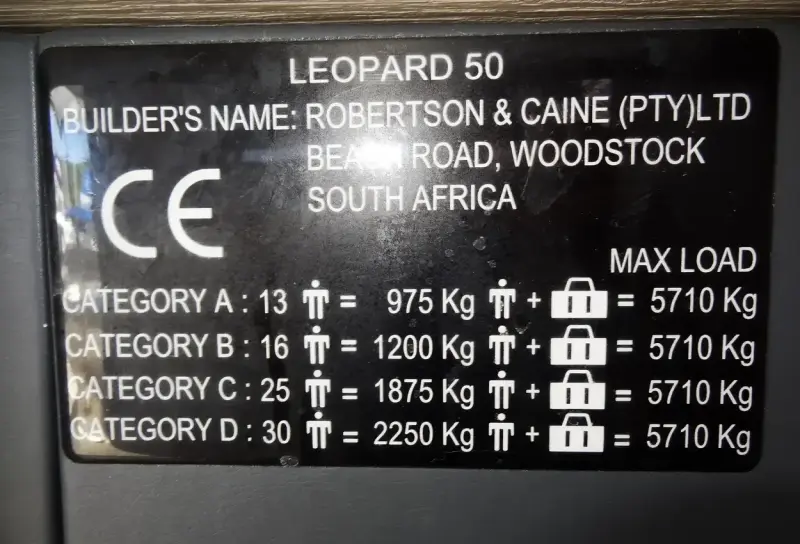 LEOPARD 50
BUILDER'S NAME: ROBERTSON & CAINE (PTY)LTD
BEACH ROAD, WOODSTOCK
SOUTH AFRICA
CE
MAX LOAD
CATEGORY A : 13 = 975 Kg + = 5710 Kg
CATEGORY B : 16 = 1200 Kg + = 5710 Kg
CATEGORY C : 25 = 1875 Kg + = 5710 Kg
CATEGORY D : 30 = 2250 Kg + = 5710 Kg